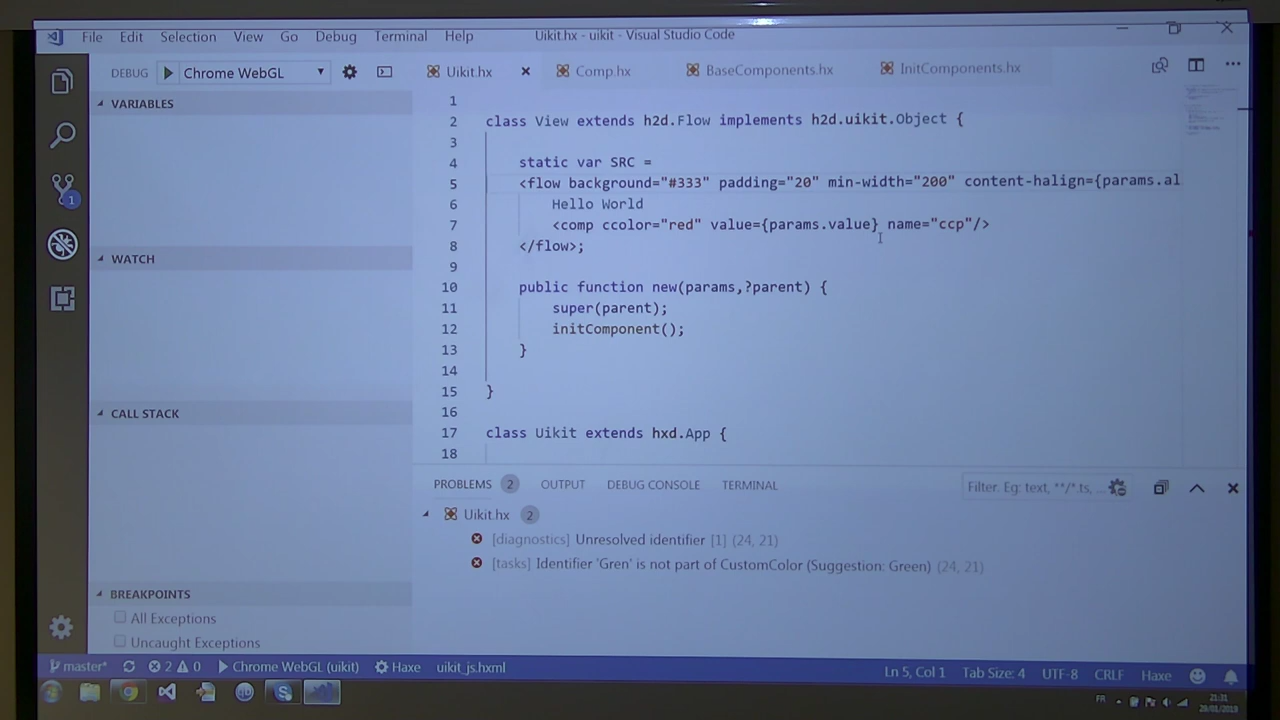 File Edit Selection View Go Debug Terminal Help Uikit.hx - uikit - Visual Studio Code
DEBUG Chrome WebGL Uikit.hx Comp.hx BaseComponents.hx InitComponents.hx
VARIABLES
WATCH
CALL STACK
BREAKPOINTS
All Exceptions
Uncaught Exceptions
1
2 class View extends h2d.Flow implements h2d.uikit.Object {
3
4 static var SRC =
5 <flow background="#333" padding="20" min-width="200" content-halign={params.al
6 Hello World
7 <comp ccolor="red" value={params.value} name="ccp"/>
8 </flow>;
9
10 public function new(params,?parent) {
11 super(parent);
12 initComponent();
13 }
14
15 }
16
17 class Uikit extends hxd.App {
18
PROBLEMS 2 OUTPUT DEBUG CONSOLE TERMINAL Filter. Eg: text, **/*.ts, ...
Uikit.hx 2
[diagnostics] Unresolved identifier [1] (24, 21)
[tasks] Identifier 'Gren' is not part of CustomColor (Suggestion: Green) (24, 21)
1
master* 2 0 Chrome WebGL (uikit) Haxe uikit_js.hxml Ln 5, Col 1 Tab Size: 4 UTF-8 CRLF Haxe
FR 21:31
29/01/2019